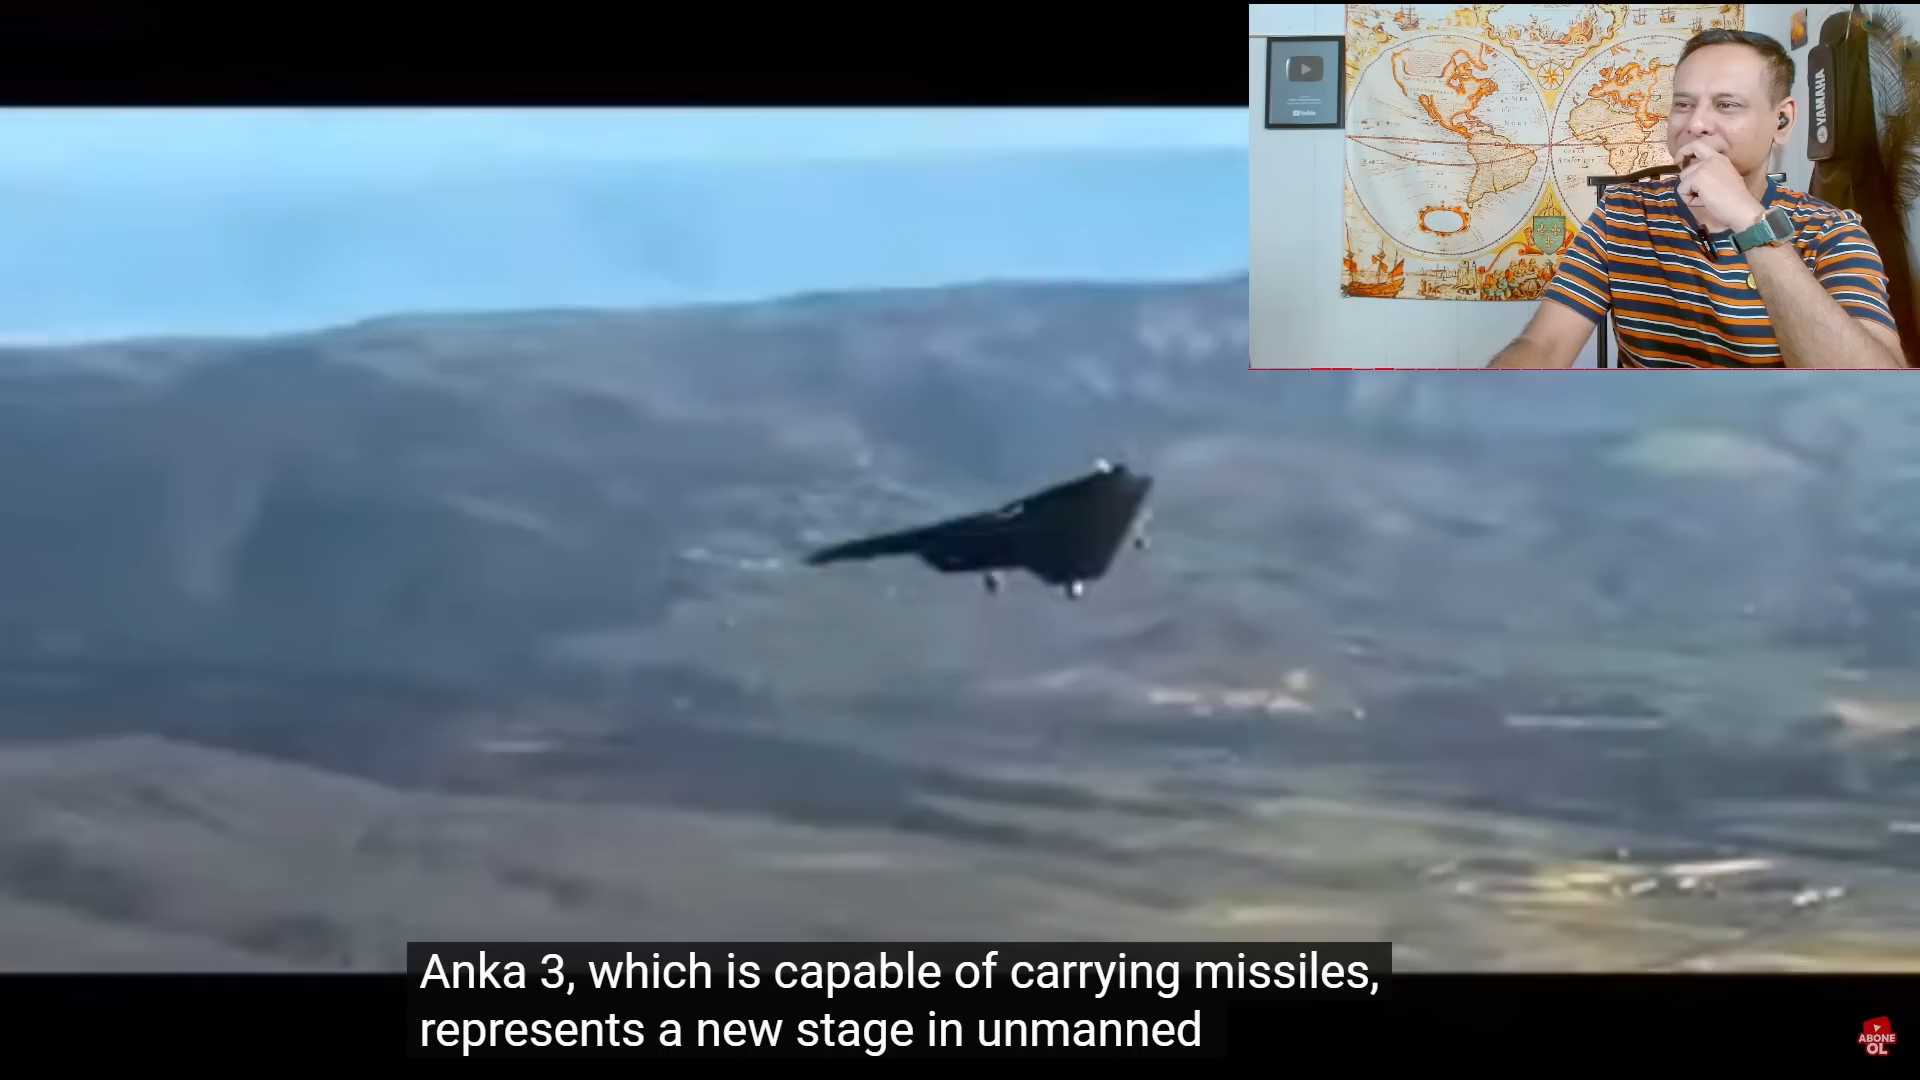 YAMAHA
Anka 3, which is capable of carrying missiles,
represents a new stage in unmanned
ABONE
OL